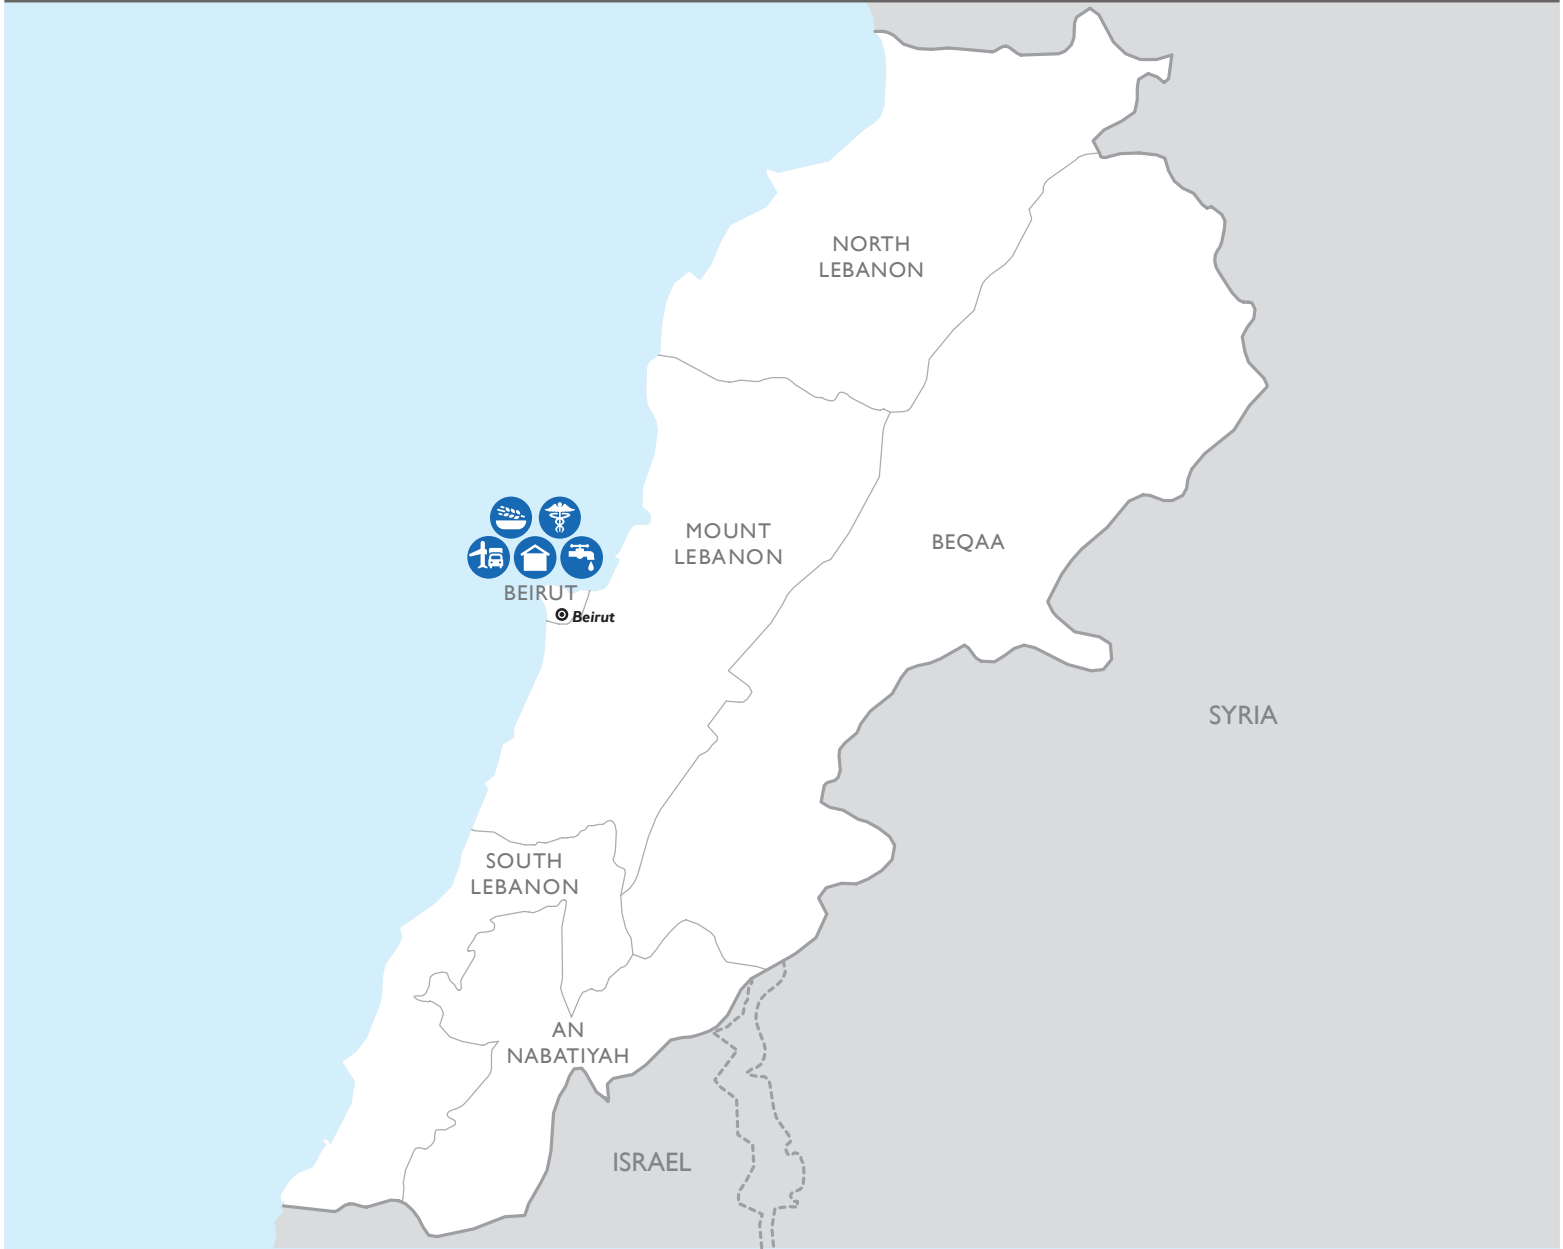 NORTH
LEBANON
MOUNT
LEBANON
BEQAA
BEIRUT
Beirut
SYRIA
SOUTH
LEBANON
AN
NABATIYAH
ISRAEL